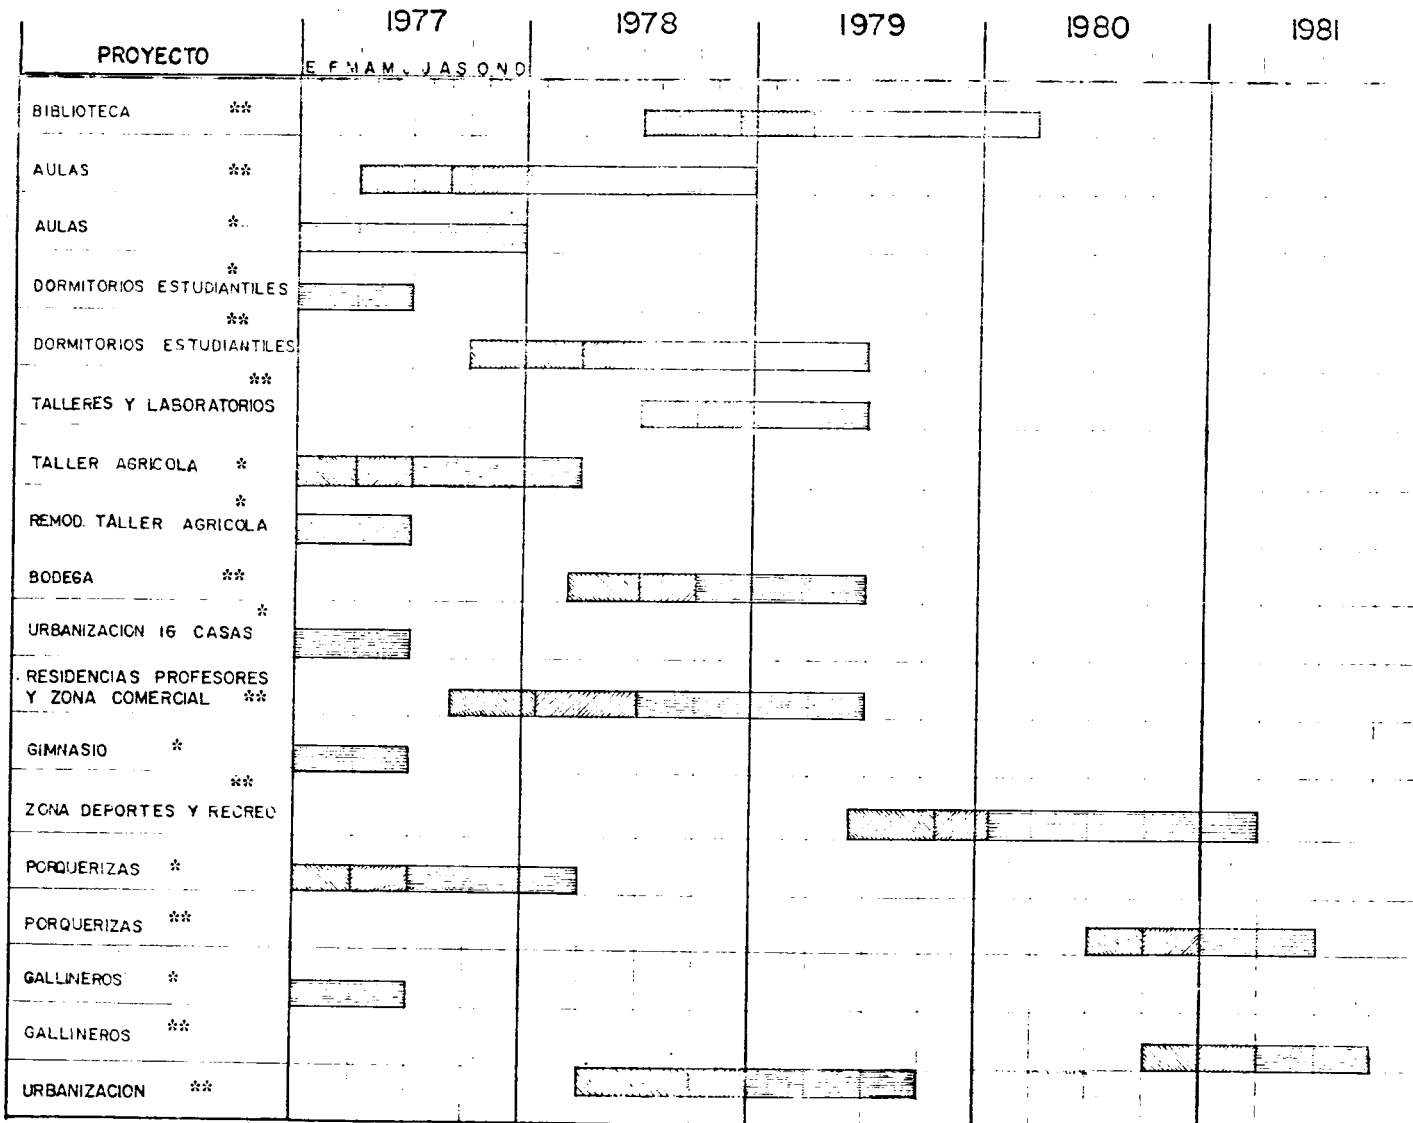 1977 1978 1979 1980 1981
PROYECTO
E F M A M J J A S O N D
BIBLIOTECA **
AULAS **
AULAS *
*
DORMITORIOS ESTUDIANTILES
**
DORMITORIOS ESTUDIANTILES
**
TALLERES Y LABORATORIOS
TALLER AGRICOLA *
*
REMOD. TALLER AGRICOLA
BODEGA **
*
URBANIZACION 16 CASAS
RESIDENCIAS PROFESORES
Y ZONA COMERCIAL **
GIMNASIO *
**
ZONA DEPORTES Y RECREO
PORQUERIZAS *
PORQUERIZAS **
GALLINEROS *
GALLINEROS **
URBANIZACION **